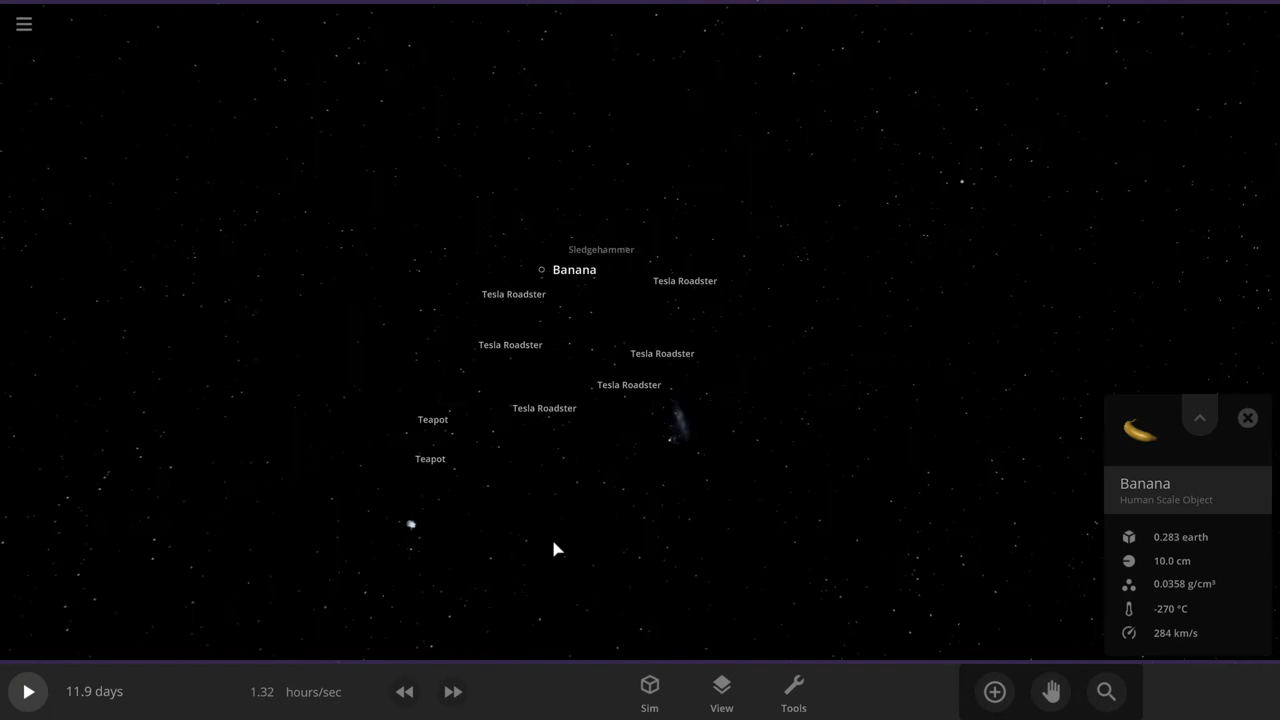 Sledgehammer
Banana
Tesla Roadster
Tesla Roadster
Tesla Roadster
Tesla Roadster
Tesla Roadster
Tesla Roadster
Teapot
Teapot
Banana
Human Scale Object
0.283 earth
10.0 cm
0.0358 g/cm³
-270 °C
284 km/s
11.9 days
1.32 hours/sec
Sim
View
Tools